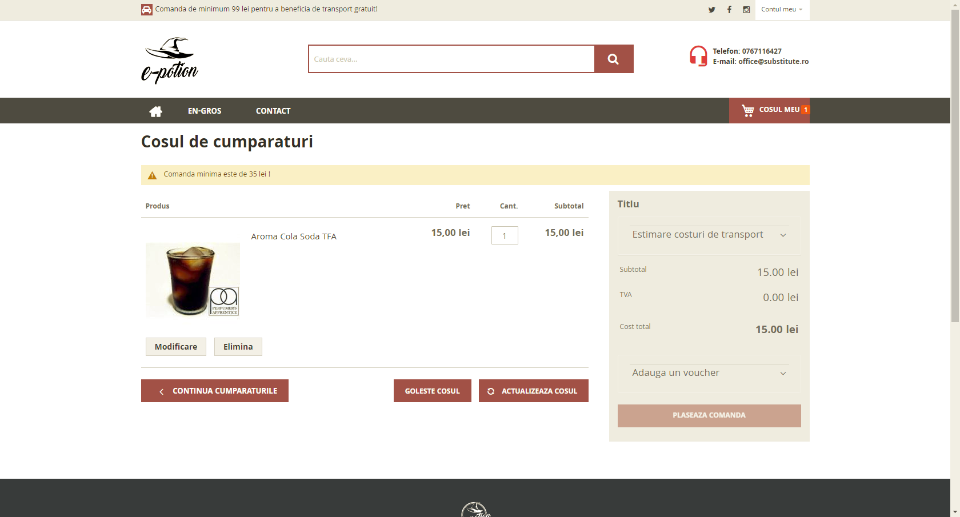 Comanda de minimum 99 lei pentru a beneficia de transport gratuit!
Contul meu
e-potion
Cauta ceva...
Telefon: 0767116427
E-mail: office@substitute.ro
EN-GROS
CONTACT
COSUL MEU 1
Cosul de cumparaturi
Comanda minima este de 35 lei !
Produs Pret Cant. Subtotal
Aroma Cola Soda TFA 15,00 lei 1 15,00 lei
PERFUMERS
APPRENTICE
Modificare Elimina
CONTINUA CUMPARATURILE
GOLESTE COSUL
ACTUALIZEAZA COSUL
Titlu
Estimare costuri de transport
Subtotal 15.00 lei
TVA 0.00 lei
Cost total 15.00 lei
Adauga un voucher
PLASEAZA COMANDA